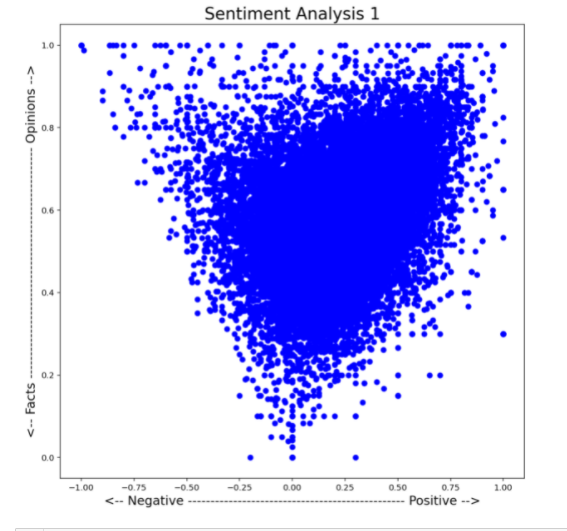 Sentiment Analysis 1
1.0
0.8
0.6
0.4
0.2
0.0
<-- Facts ---------------------------------------- Opinions -->
−1.00 −0.75 −0.50 −0.25 0.00 0.25 0.50 0.75 1.00
<-- Negative ---------------------------------------- Positive -->